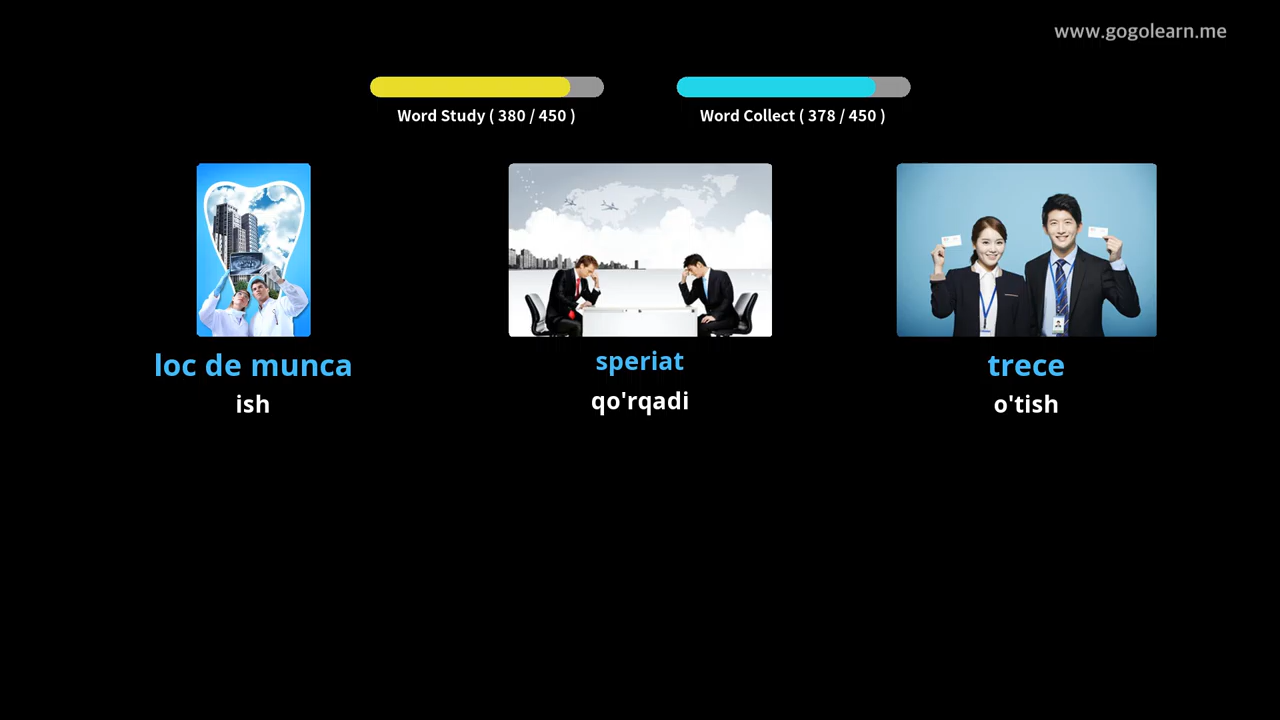 www.gogolearn.me
Word Study ( 380 / 450 )
Word Collect ( 378 / 450 )
loc de munca
ish
speriat
qo'rqadi
trece
o'tish